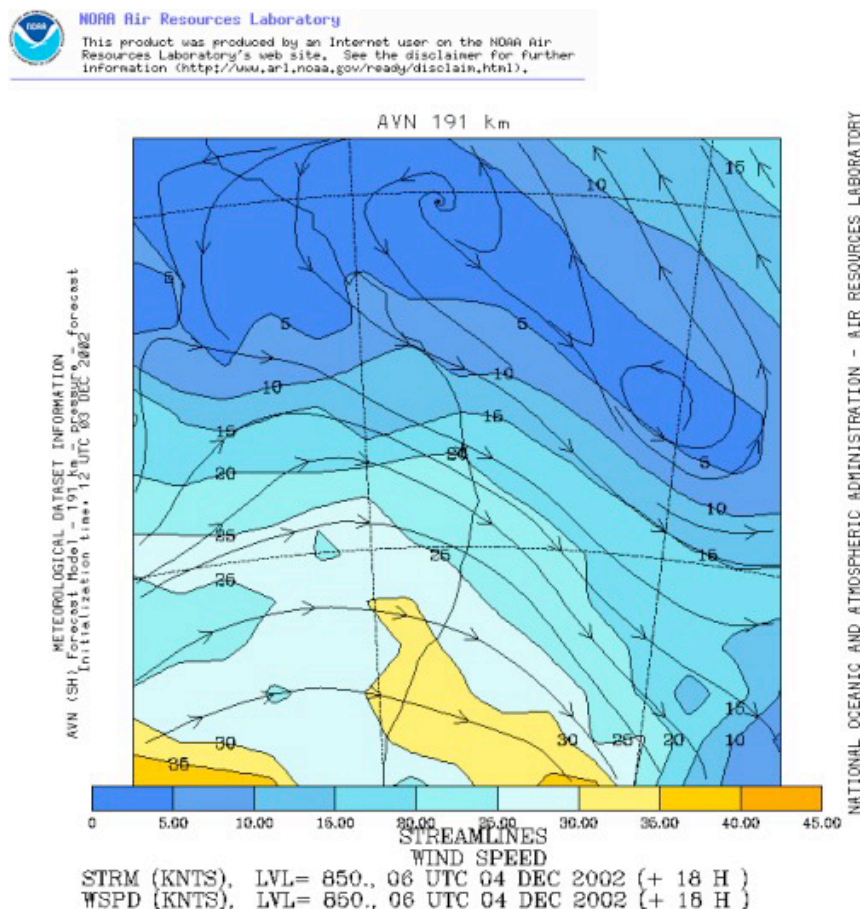 NOAA Air Resources Laboratory
This product was produced by an Internet user on the NOAA Air
Resources Laboratory's web site. See the disclaimer for further
information (http://www.arl.noaa.gov/ready/disclaim.html).
AVN 191 km
METEOROLOGICAL DATASET INFORMATION
AVN (SH) Forecast Model - 191 km - pressure - forecast
Initialization time: 12 UTC 03 DEC 2002
NATIONAL OCEANIC AND ATMOSPHERIC ADMINISTRATION - AIR RESOURCES LABORATORY
15
10
5
5
5
10
10
15
15
20
20
5
10
25
25
15
25
15
30
30
25
20
10
35
0 5.00 10.00 15.00 20.00 25.00 30.00 35.00 40.00 45.00
STREAMLINES
WIND SPEED
STRM (KNTS), LVL= 850., 06 UTC 04 DEC 2002 (+ 18 H )
WSPD (KNTS), LVL= 850., 06 UTC 04 DEC 2002 (+ 18 H )